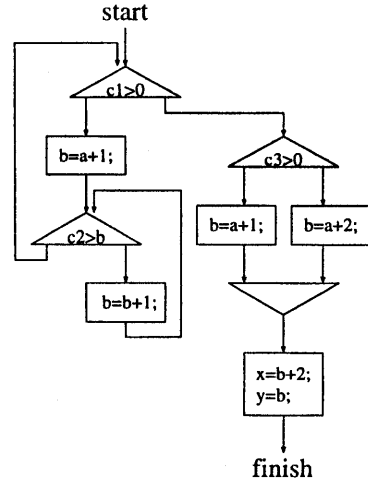 start
c1>0
b=a+1;
c3>0
c2>b
b=a+1;
b=a+2;
b=b+1;
x=b+2;
y=b;
finish